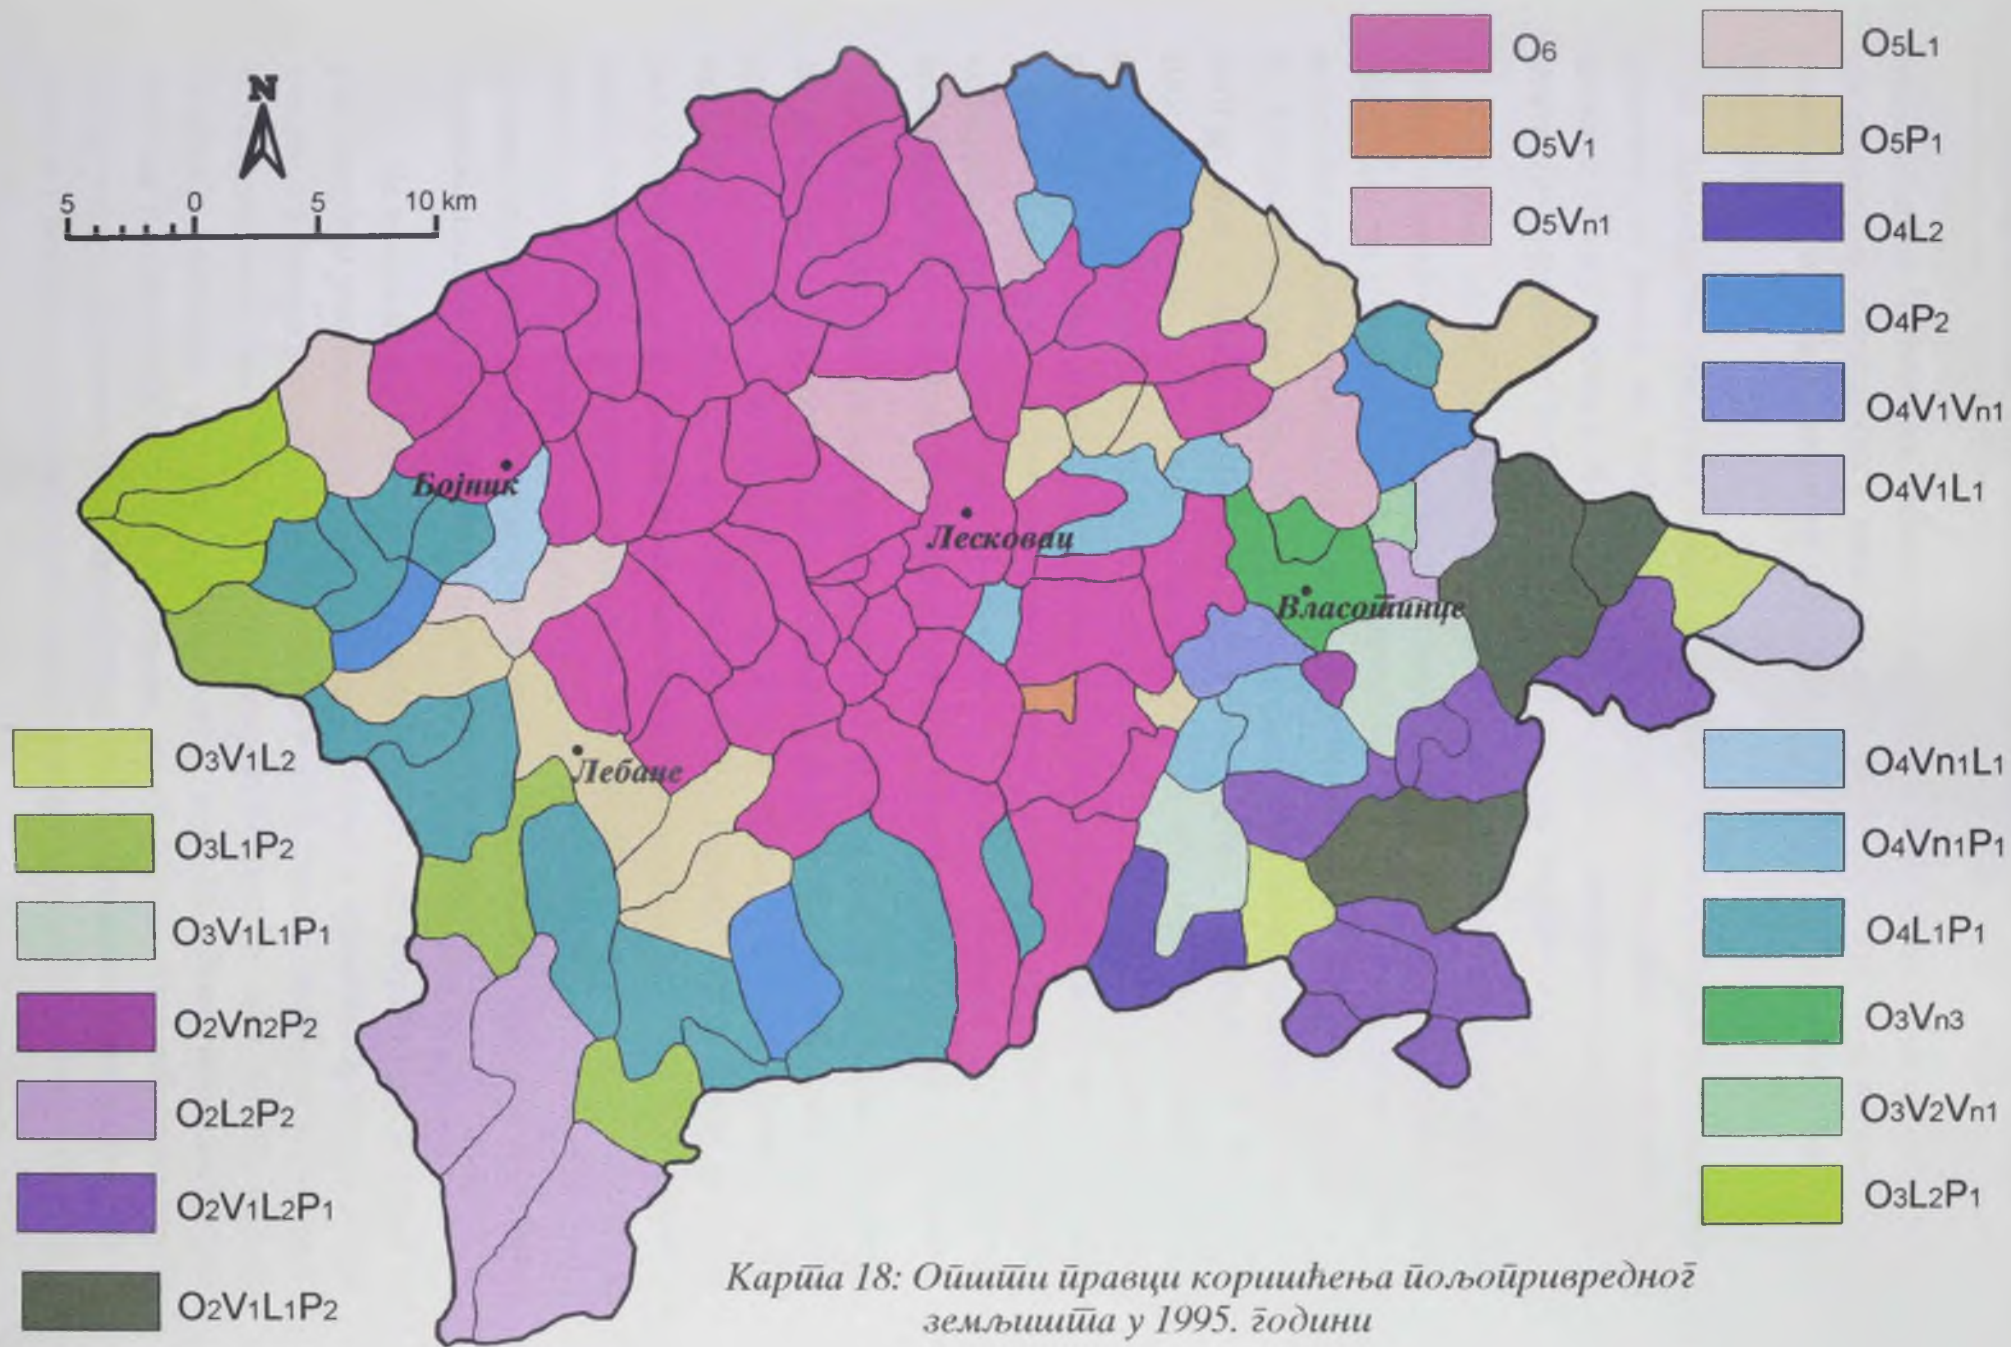 N
5 0 5 10 km
O6
O5V1
O5Vn1
O5L1
O5P1
O4L2
O4P2
O4V1Vn1
O4V1L1
Бојник
Лесковац
Власотинце
Лебане
O3V1L2
O3L1P2
O3V1L1P1
O2Vn2P2
O2L2P2
O2V1L2P1
O2V1L1P2
O4Vn1L1
O4Vn1P1
O4L1P1
O3Vn3
O3V2Vn1
O3L2P1
Карта 18: Општи правци коришћења пољопривредног
земљишта у 1995. години